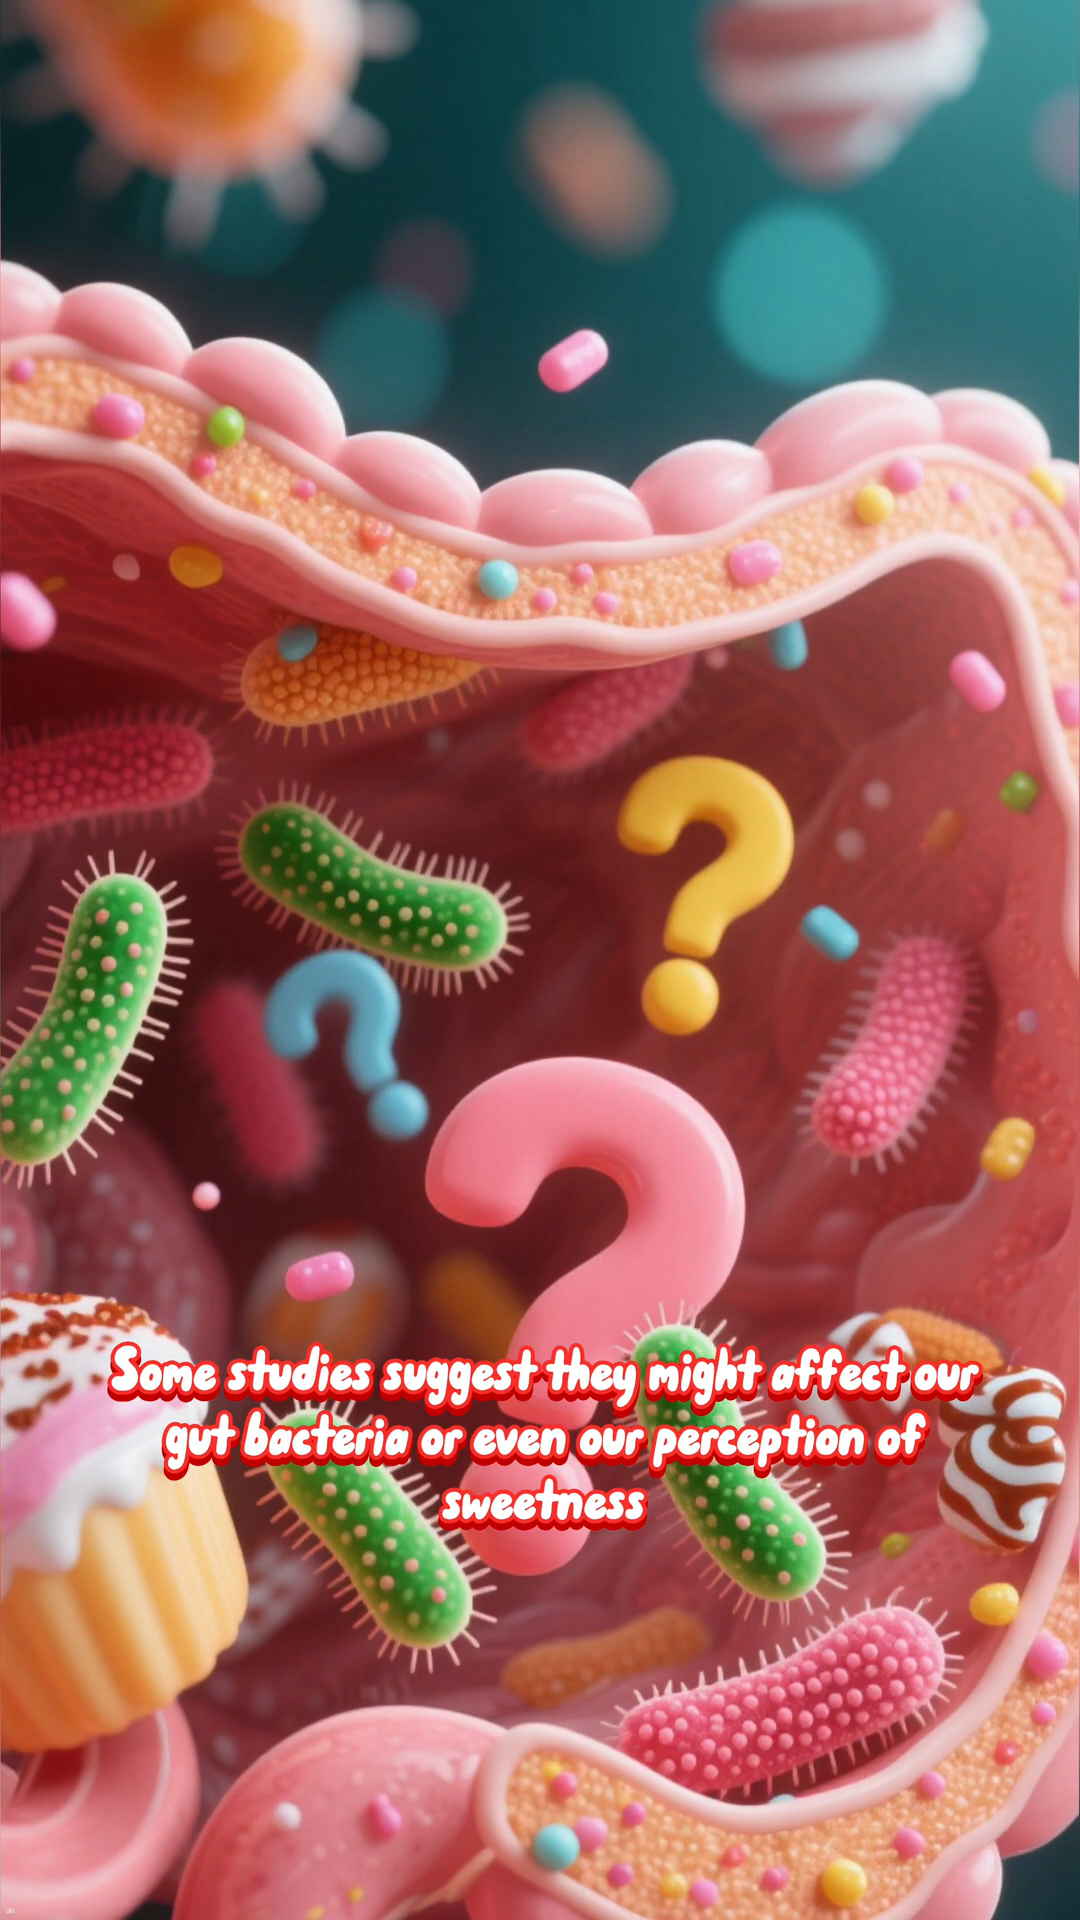 Some studies suggest they might affect our
gut bacteria or even our perception of
sweetness